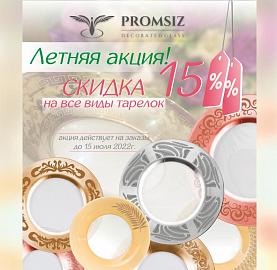 PROMSIZ
DECORATED GLASS
Летняя акция!
СКИДКА 15%
%
на все виды тарелок
акция действует на заказы
до 15 июля 2022г.